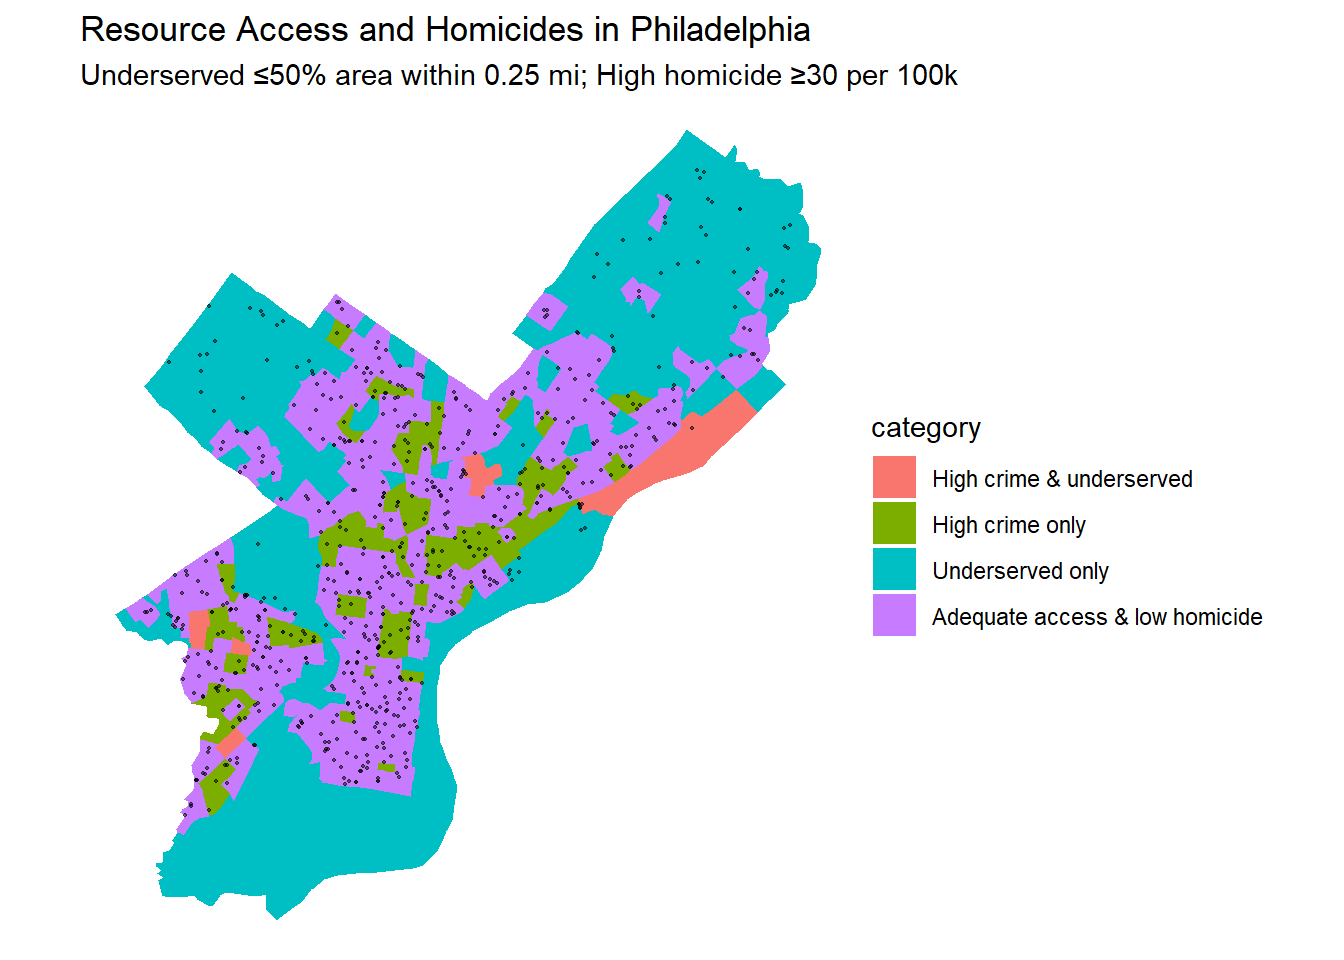 Resource Access and Homicides in Philadelphia
Underserved ≤50% area within 0.25 mi; High homicide ≥30 per 100k
category
High crime & underserved
High crime only
Underserved only
Adequate access & low homicide